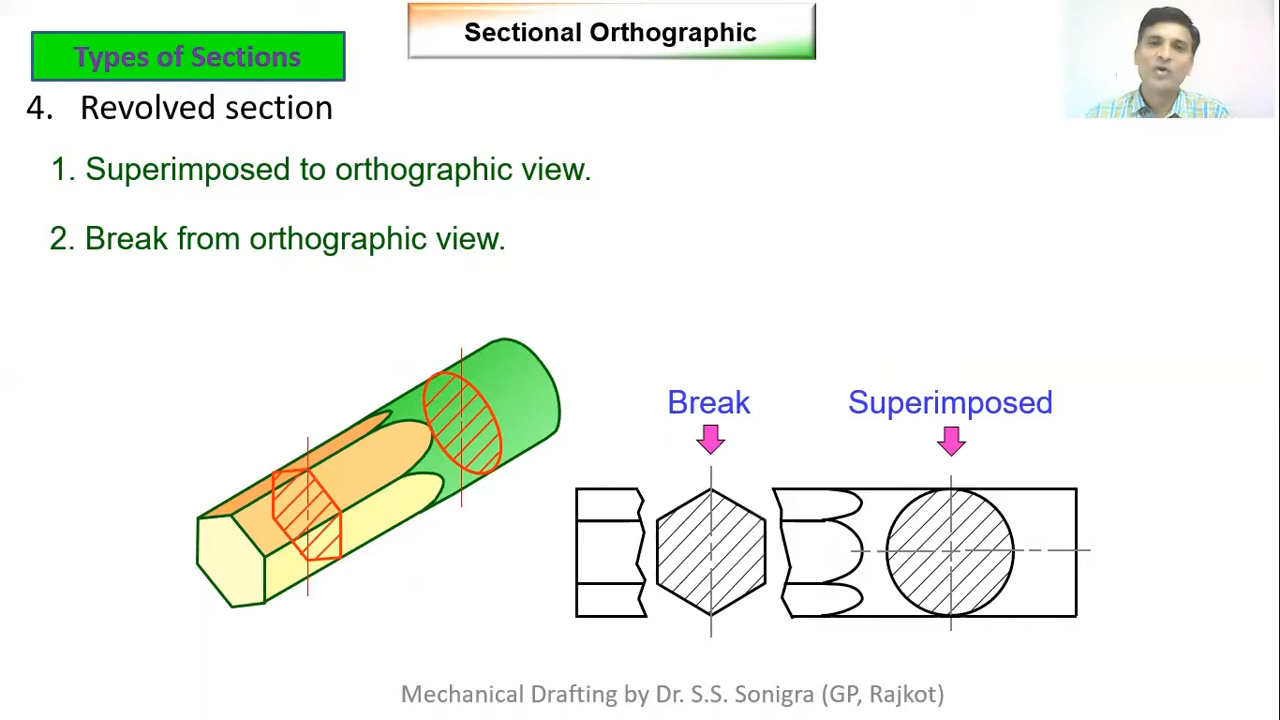 Sectional Orthographic
Types of Sections
4. Revolved section
1. Superimposed to orthographic view.
2. Break from orthographic view.
Break
Superimposed
Mechanical Drafting by Dr. S.S. Sonigra (GP, Rajkot)